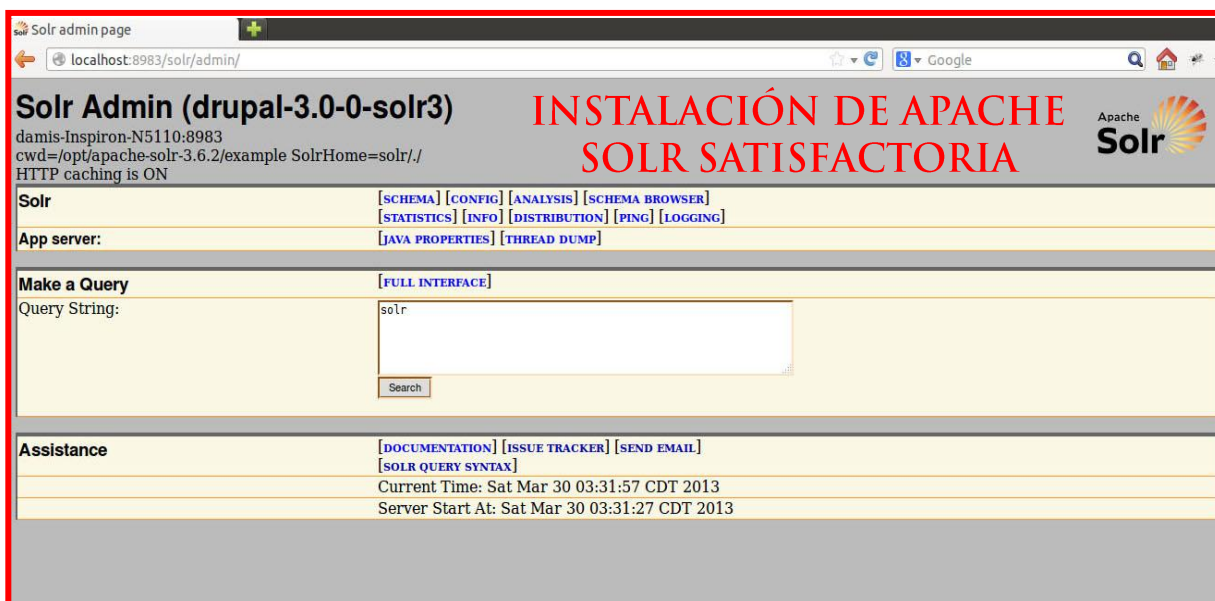 Solr admin page
localhost:8983/solr/admin/
Google
Solr Admin (drupal-3.0-0-solr3)
damis-Inspiron-N5110:8983
cwd=/opt/apache-solr-3.6.2/example SolrHome=solr/./
HTTP caching is ON
INSTALACIÓN DE APACHE
SOLR SATISFACTORIA
Apache
Solr
Solr
[SCHEMA] [CONFIG] [ANALYSIS] [SCHEMA BROWSER]
[STATISTICS] [INFO] [DISTRIBUTION] [PING] [LOGGING]
App server:
[JAVA PROPERTIES] [THREAD DUMP]
Make a Query
[FULL INTERFACE]
Query String:
solr
Search
Assistance
[DOCUMENTATION] [ISSUE TRACKER] [SEND EMAIL]
[SOLR QUERY SYNTAX]
Current Time: Sat Mar 30 03:31:57 CDT 2013
Server Start At: Sat Mar 30 03:31:27 CDT 2013